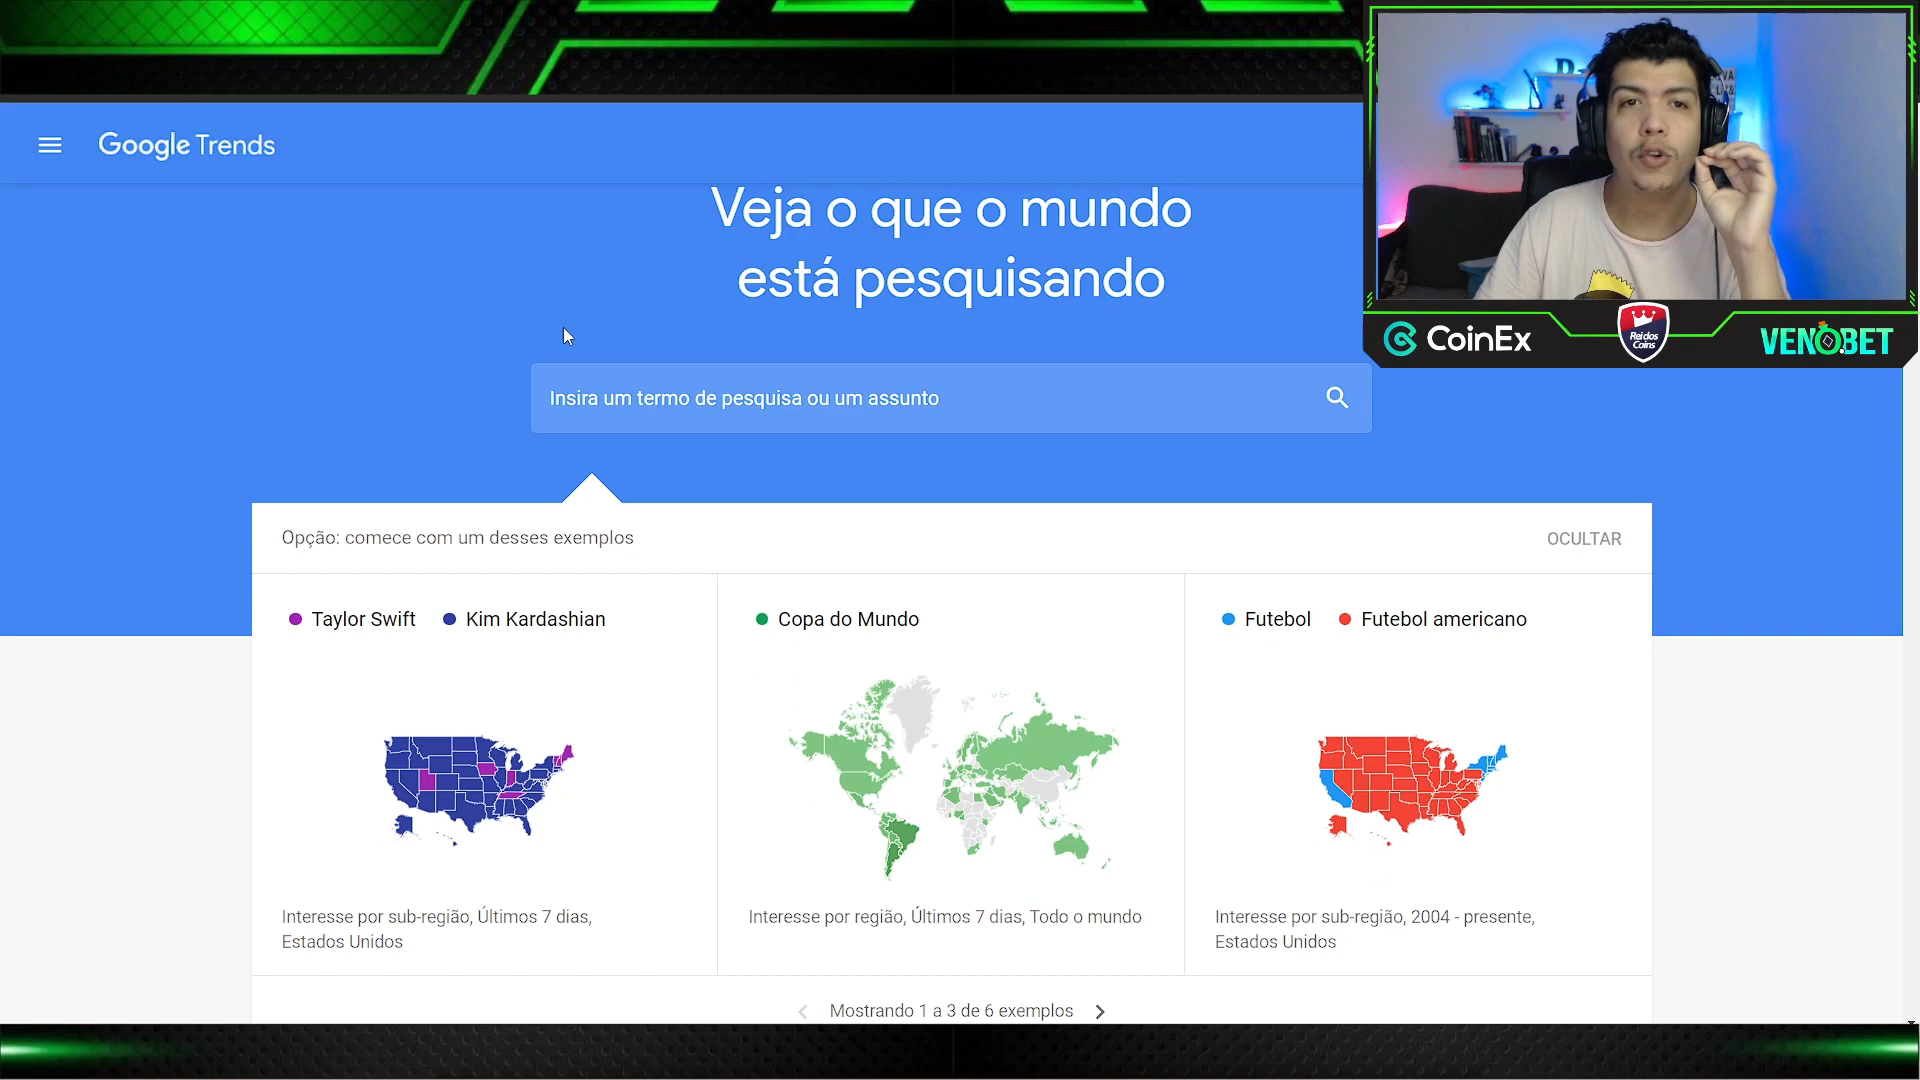 Google Trends
Veja o que o mundo
está pesquisando
CoinEx
Rei dos
Coins
VENOBET
Insira um termo de pesquisa ou um assunto
Opção: comece com um desses exemplos
OCULTAR
Taylor Swift
Kim Kardashian
Copa do Mundo
Futebol
Futebol americano
Interesse por sub-região, Últimos 7 dias,
Estados Unidos
Interesse por região, Últimos 7 dias, Todo o mundo
Interesse por sub-região, 2004 - presente,
Estados Unidos
Mostrando 1 a 3 de 6 exemplos